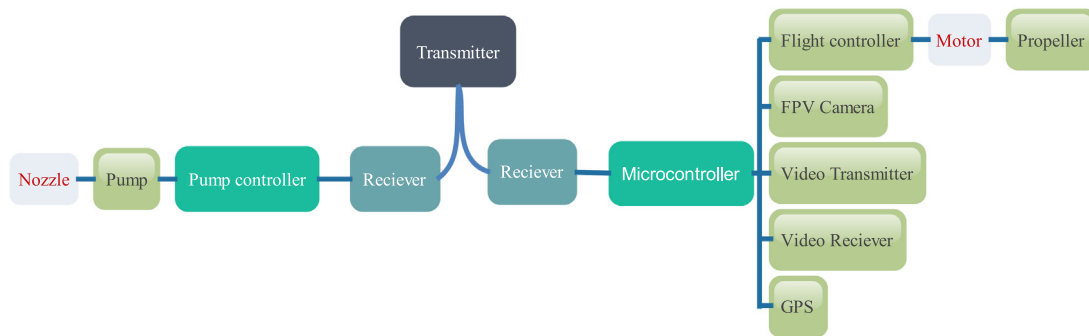 Transmitter
Nozzle
Pump
Pump controller
Reciever
Reciever
Microcontroller
Flight controller
Motor
Propeller
FPV Camera
Video Transmitter
Video Reciever
GPS